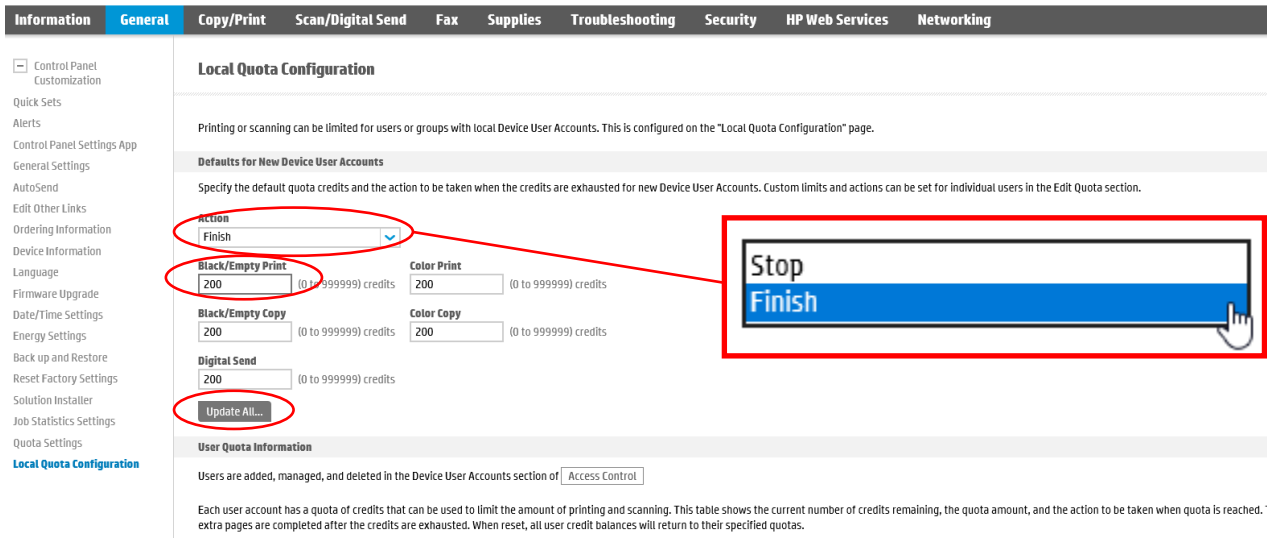 Information General Copy/Print Scan/Digital Send Fax Supplies Troubleshooting Security HP Web Services Networking
Control Panel
Customization
Quick Sets
Alerts
Control Panel Settings App
General Settings
AutoSend
Edit Other Links
Ordering Information
Device Information
Language
Firmware Upgrade
Date/Time Settings
Energy Settings
Back up and Restore
Reset Factory Settings
Solution Installer
Job Statistics Settings
Quota Settings
Local Quota Configuration
Local Quota Configuration
Printing or scanning can be limited for users or groups with local Device User Accounts. This is configured on the "Local Quota Configuration" page.
Defaults for New Device User Accounts
Specify the default quota credits and the action to be taken when the credits are exhausted for new Device User Accounts. Custom limits and actions can be set for individual users in the Edit Quota section.
Action
Finish
Stop
Finish
Black/Empty Print Color Print
200 (0 to 999999) credits 200 (0 to 999999) credits
Black/Empty Copy Color Copy
200 (0 to 999999) credits 200 (0 to 999999) credits
Digital Send
200 (0 to 999999) credits
Update All...
User Quota Information
Users are added, managed, and deleted in the Device User Accounts section of Access Control
Each user account has a quota of credits that can be used to limit the amount of printing and scanning. This table shows the current number of credits remaining, the quota amount, and the action to be taken when quota is reached.
extra pages are completed after the credits are exhausted. When reset, all user credit balances will return to their specified quotas.